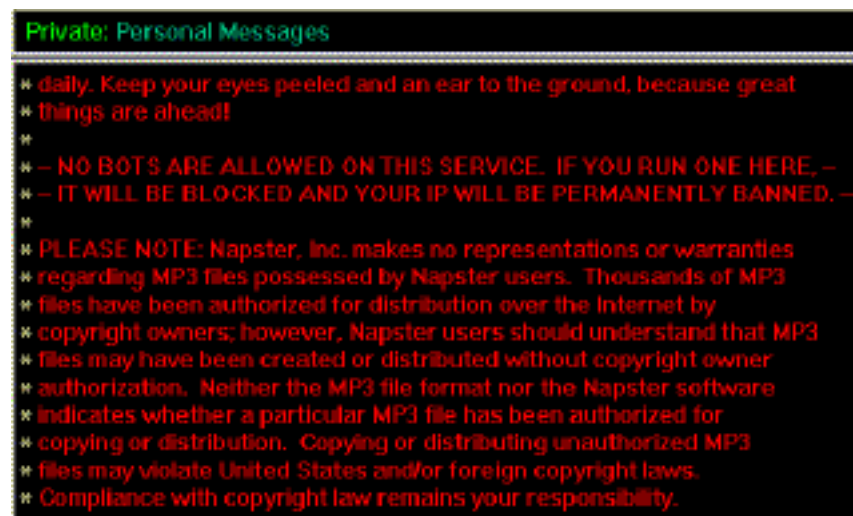 Private: Personal Messages
* daily. Keep your eyes peeled and an ear to the ground, because great
* things are ahead!
*
* -- NO BOTS ARE ALLOWED ON THIS SERVICE.  IF YOU RUN ONE HERE, --
* -- IT WILL BE BLOCKED AND YOUR IP WILL BE PERMANENTLY BANNED. --
*
* PLEASE NOTE: Napster, Inc. makes no representations or warranties
* regarding MP3 files possessed by Napster users.  Thousands of MP3
* files have been authorized for distribution over the Internet by
* copyright owners; however, Napster users should understand that MP3
* files may have been created or distributed without copyright owner
* authorization.  Neither the MP3 file format nor the Napster software
* indicates whether a particular MP3 file has been authorized for
* copying or distribution.  Copying or distributing unauthorized MP3
* files may violate United States and/or foreign copyright laws.
* Compliance with copyright law remains your responsibility.